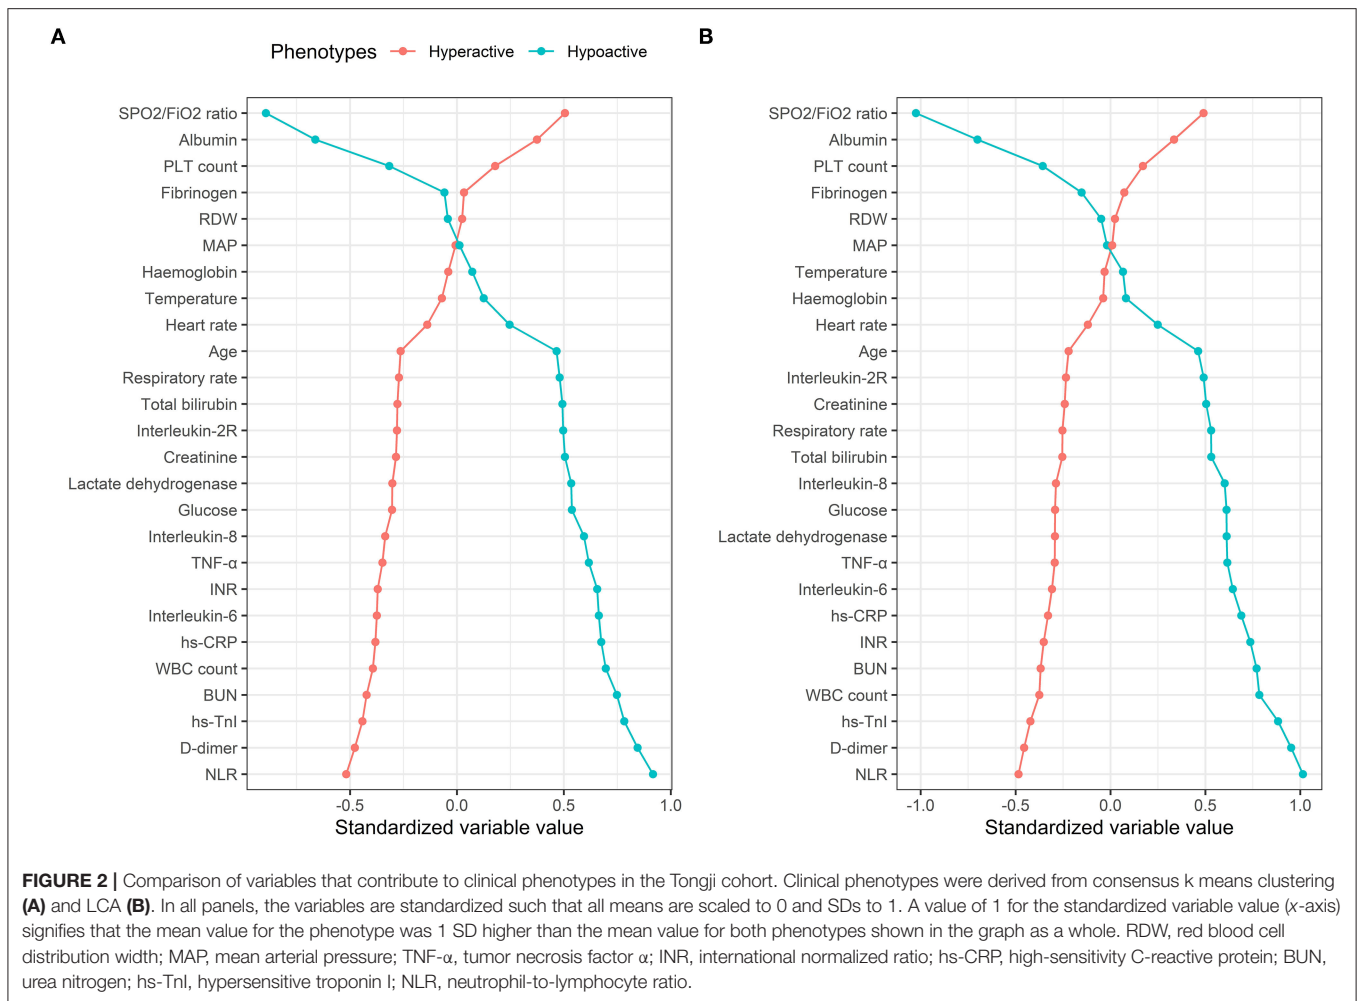 A
B
Phenotypes Hyperactive Hypoactive
SPO2/FiO2 ratio
Albumin
PLT count
Fibrinogen
RDW
MAP
Haemoglobin
Temperature
Heart rate
Age
Respiratory rate
Total bilirubin
Interleukin-2R
Creatinine
Lactate dehydrogenase
Glucose
Interleukin-8
TNF-α
INR
Interleukin-6
hs-CRP
WBC count
BUN
hs-TnI
D-dimer
NLR
-0.5 0.0 0.5 1.0
Standardized variable value
SPO2/FiO2 ratio
Albumin
PLT count
Fibrinogen
RDW
MAP
Temperature
Haemoglobin
Heart rate
Age
Interleukin-2R
Creatinine
Respiratory rate
Total bilirubin
Interleukin-8
Glucose
Lactate dehydrogenase
TNF-α
Interleukin-6
hs-CRP
INR
BUN
WBC count
hs-TnI
D-dimer
NLR
-1.0 -0.5 0.0 0.5 1.0
Standardized variable value
FIGURE 2 | Comparison of variables that contribute to clinical phenotypes in the Tongji cohort. Clinical phenotypes were derived from consensus k means clustering
(A) and LCA (B). In all panels, the variables are standardized such that all means are scaled to 0 and SDs to 1. A value of 1 for the standardized variable value (x-axis)
signifies that the mean value for the phenotype was 1 SD higher than the mean value for both phenotypes shown in the graph as a whole. RDW, red blood cell
distribution width; MAP, mean arterial pressure; TNF-α, tumor necrosis factor α; INR, international normalized ratio; hs-CRP, high-sensitivity C-reactive protein; BUN,
urea nitrogen; hs-TnI, hypersensitive troponin I; NLR, neutrophil-to-lymphocyte ratio.